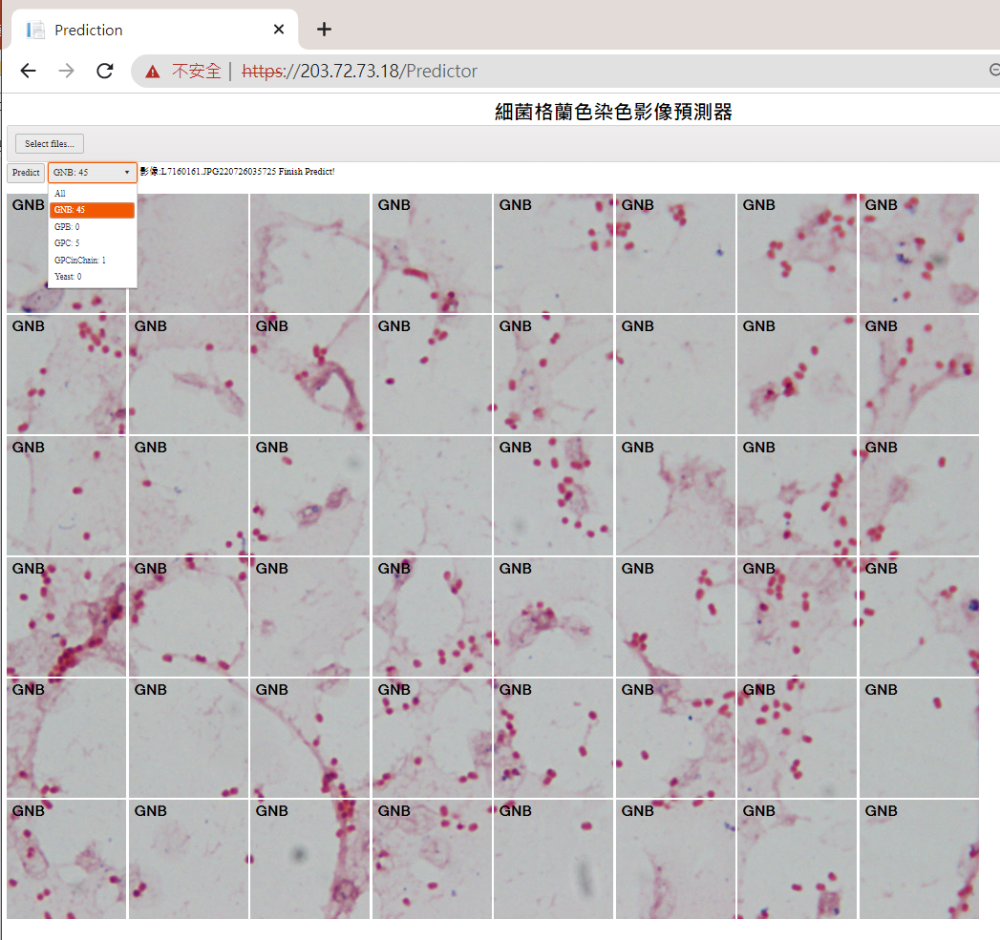 Prediction
不安全 | https://203.72.73.18/Predictor
細菌格蘭色染色影像預測器
Select files...
Predict GNB: 45 影像:L7160161.JPG220726035725 Finish Predict!
All
GNB: 45
GPB: 0
GPC: 5
GPCinChain: 1
Yeast: 0
GNB GNB GNB GNB GNB
GNB GNB GNB GNB GNB GNB GNB GNB
GNB GNB GNB GNB GNB GNB GNB
GNB GNB GNB GNB GNB GNB GNB GNB
GNB GNB GNB GNB GNB GNB GNB GNB
GNB GNB GNB GNB GNB GNB GNB GNB